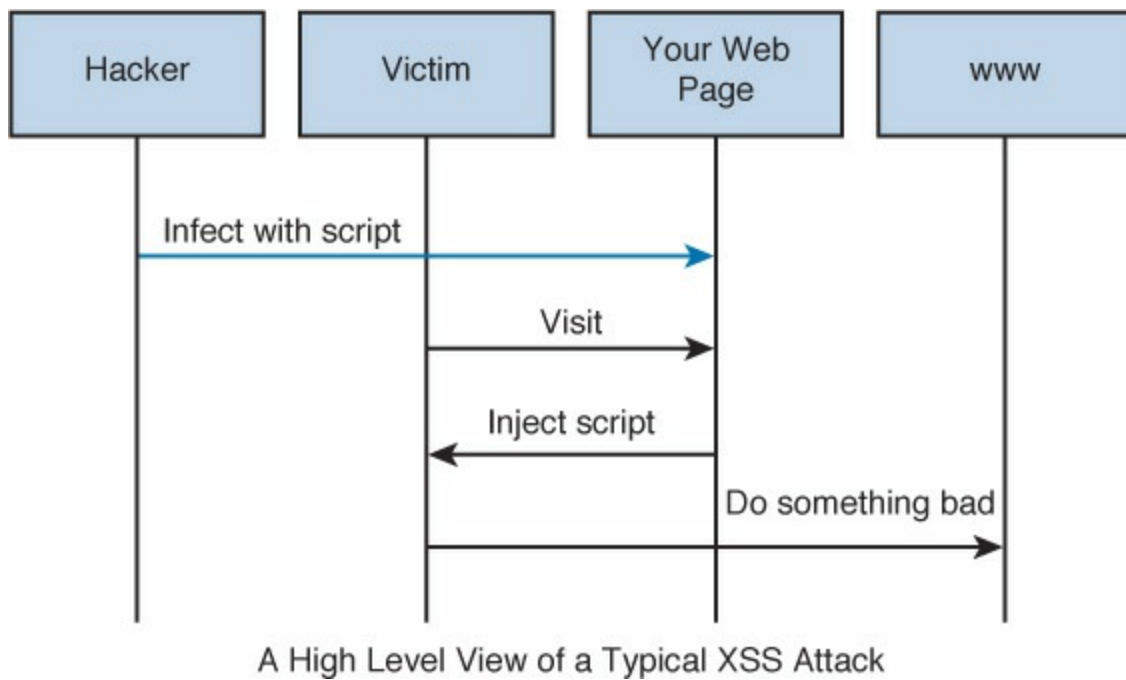 Hacker
Victim
Your Web
Page
www
Infect with script
Visit
Inject script
Do something bad
A High Level View of a Typical XSS Attack